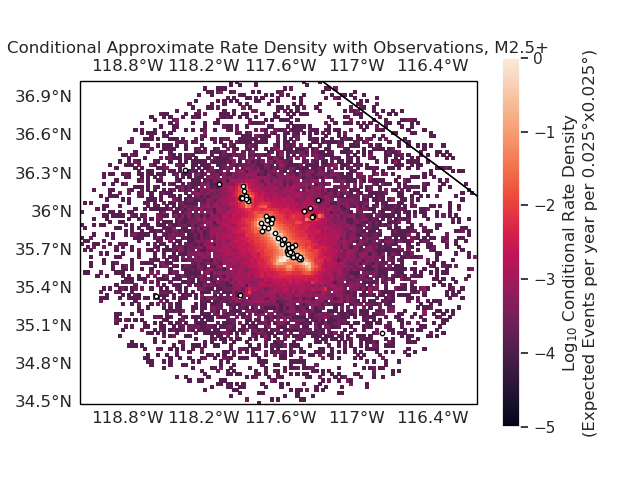 Conditional Approximate Rate Density with Observations, M2.5+
118.8°W 118.2°W 117.6°W 117°W 116.4°W
36.9°N
36.6°N
36.3°N
36°N
35.7°N
35.4°N
35.1°N
34.8°N
34.5°N
118.8°W 118.2°W 117.6°W 117°W 116.4°W
0
−1
−2
−3
−4
−5
Log₁₀ Conditional Rate Density
(Expected Events per year per 0.025°x0.025°)